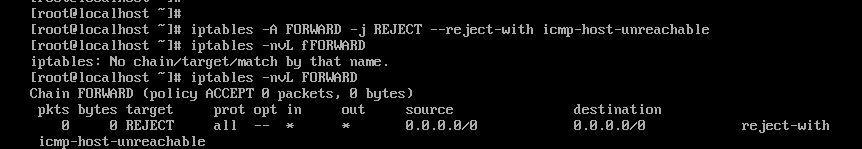 [root@localhost ~]#
[root@localhost ~]#
[root@localhost ~]# iptables -A FORWARD -j REJECT --reject-with icmp-host-unreachable
[root@localhost ~]# iptables -nvL fFORWARD
iptables: No chain/target/match by that name.
[root@localhost ~]# iptables -nvL FORWARD
Chain FORWARD (policy ACCEPT 0 packets, 0 bytes)
 pkts bytes target     prot opt in     out     source               destination
    0     0 REJECT     all  --  *      *       0.0.0.0/0            0.0.0.0/0            reject-with
 icmp-host-unreachable